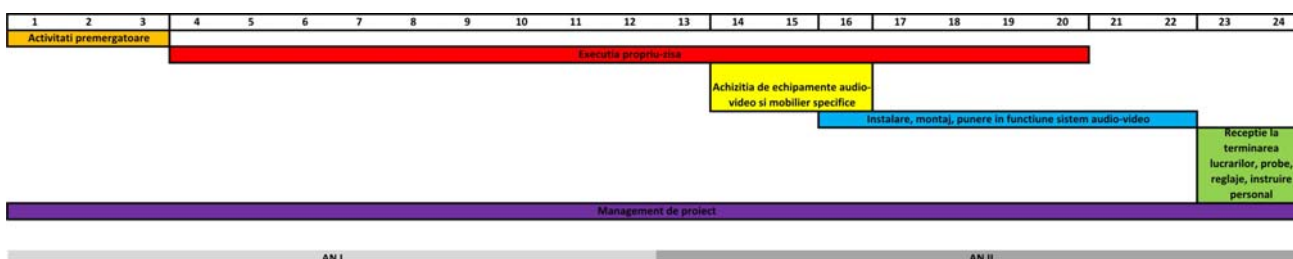 1 2 3 4 5 6 7 8 9 10 11 12 13 14 15 16 17 18 19 20 21 22 23 24
Activitati premergatoare
Executia propriu-zisa
Achizitia de echipamente audio-
video si mobilier specifice
Instalare, montaj, punere in functiune sistem audio-video
Receptie la
terminarea
lucrarilor, probe,
reglaje, instruire
personal
Management de proiect
AN I
AN II